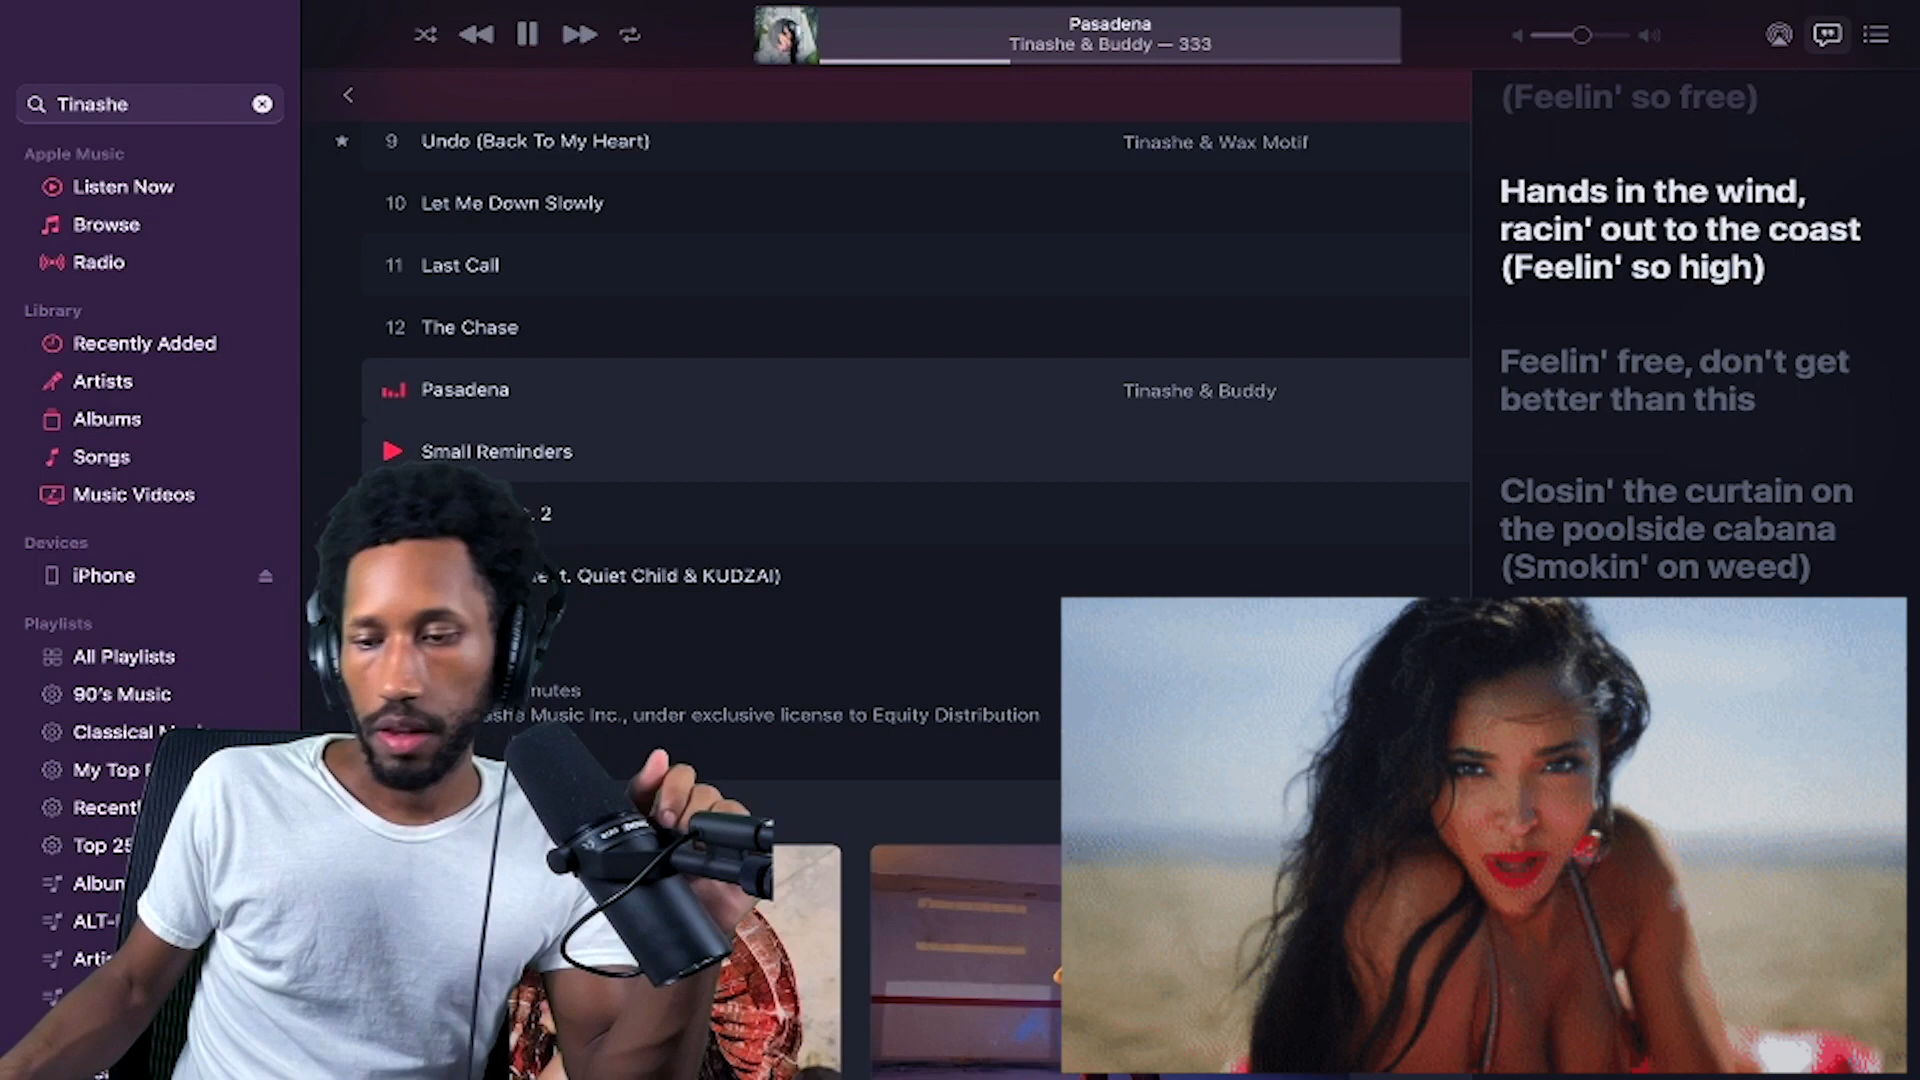 Tinashe
Apple Music
Listen Now
Browse
Radio
Library
Recently Added
Artists
Albums
Songs
Music Videos
Devices
iPhone
Playlists
All Playlists
90's Music
Classical
My Top
Top 25
Pasadena
Tinashe & Buddy — 333
9 Undo (Back To My Heart) Tinashe & Wax Motif
10 Let Me Down Slowly
11 Last Call
12 The Chase
Pasadena Tinashe & Buddy
Small Reminders
. 2
t. Quiet Child & KUDZAI)
nutes
Music Inc., under exclusive license to Equity Distribution
(Feelin' so free)
Hands in the wind,
racin' out to the coast
(Feelin' so high)
Feelin' free, don't get
better than this
Closin' the curtain on
the poolside cabana
(Smokin' on weed)